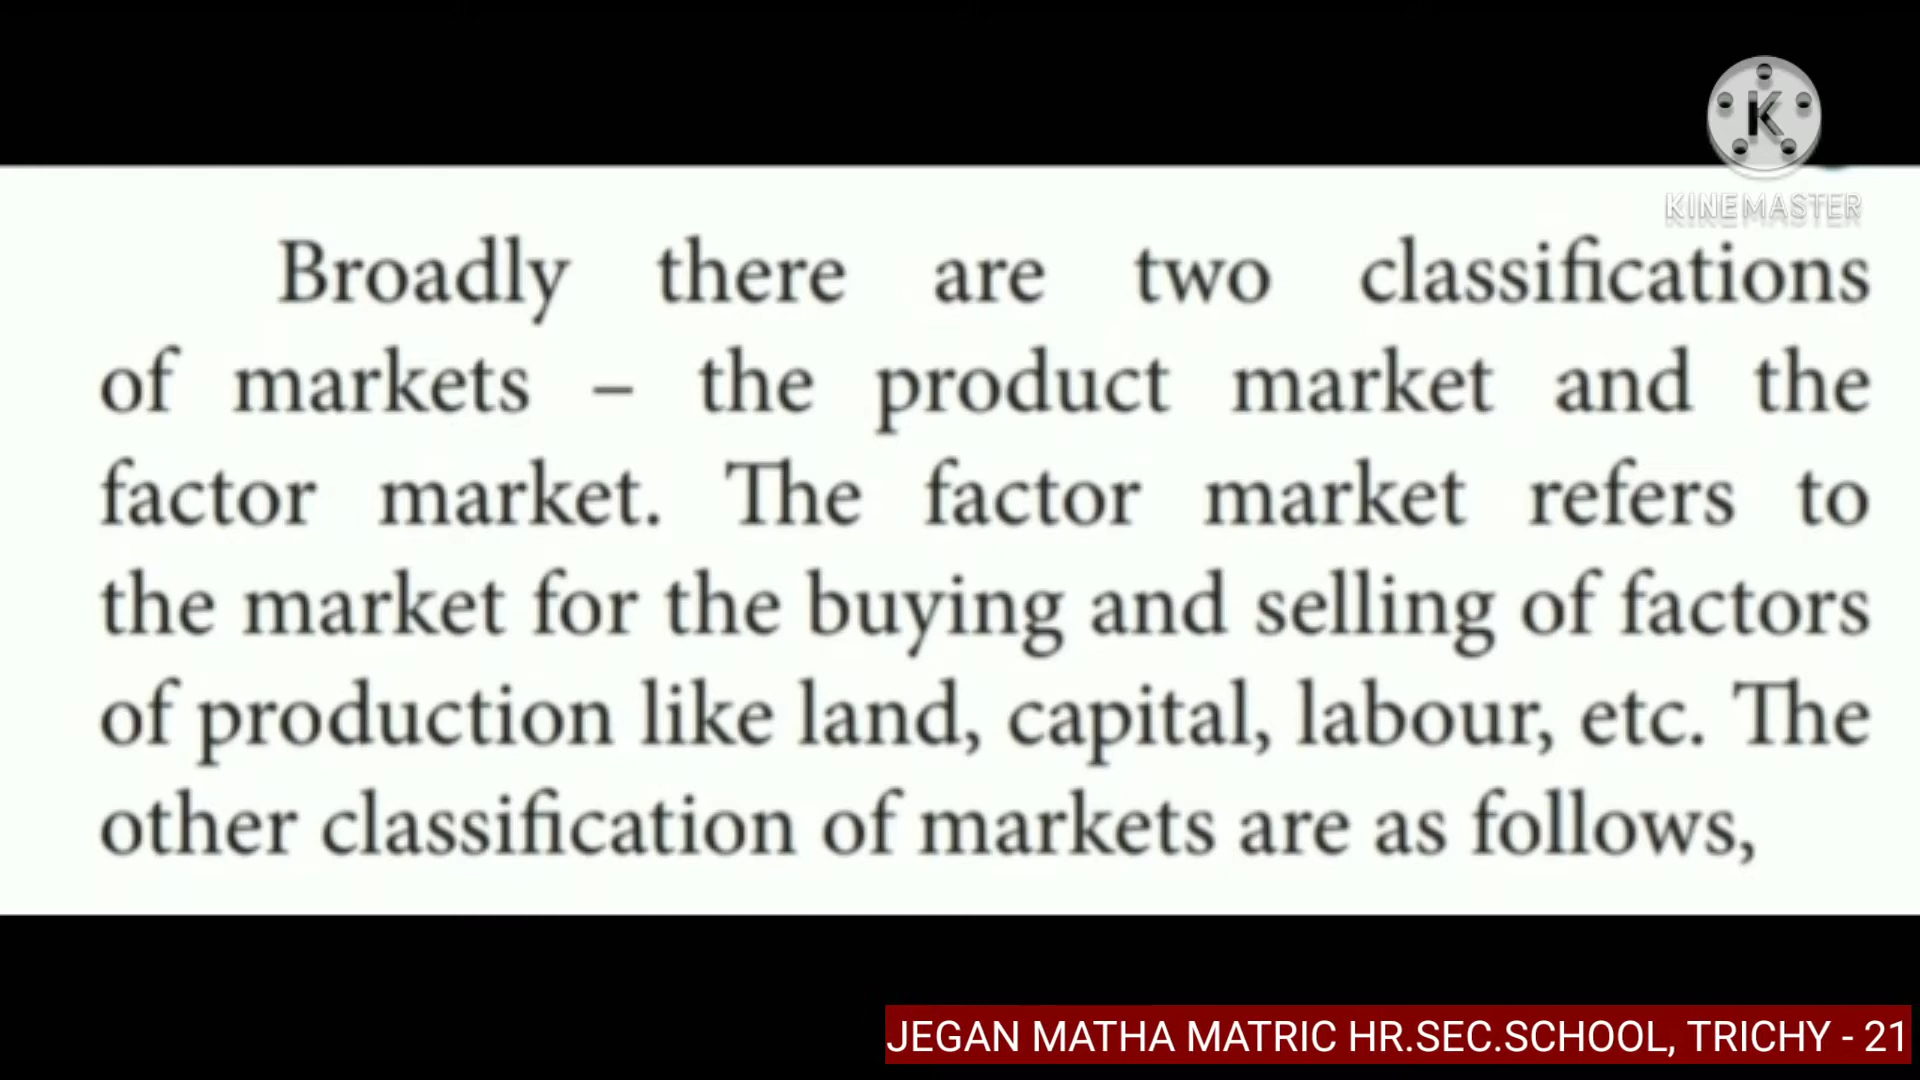 K
KINEMASTER
Broadly there are two classifications
of markets – the product market and the
factor market. The factor market refers to
the market for the buying and selling of factors
of production like land, capital, labour, etc. The
other classification of markets are as follows,
JEGAN MATHA MATRIC HR.SEC.SCHOOL, TRICHY - 21